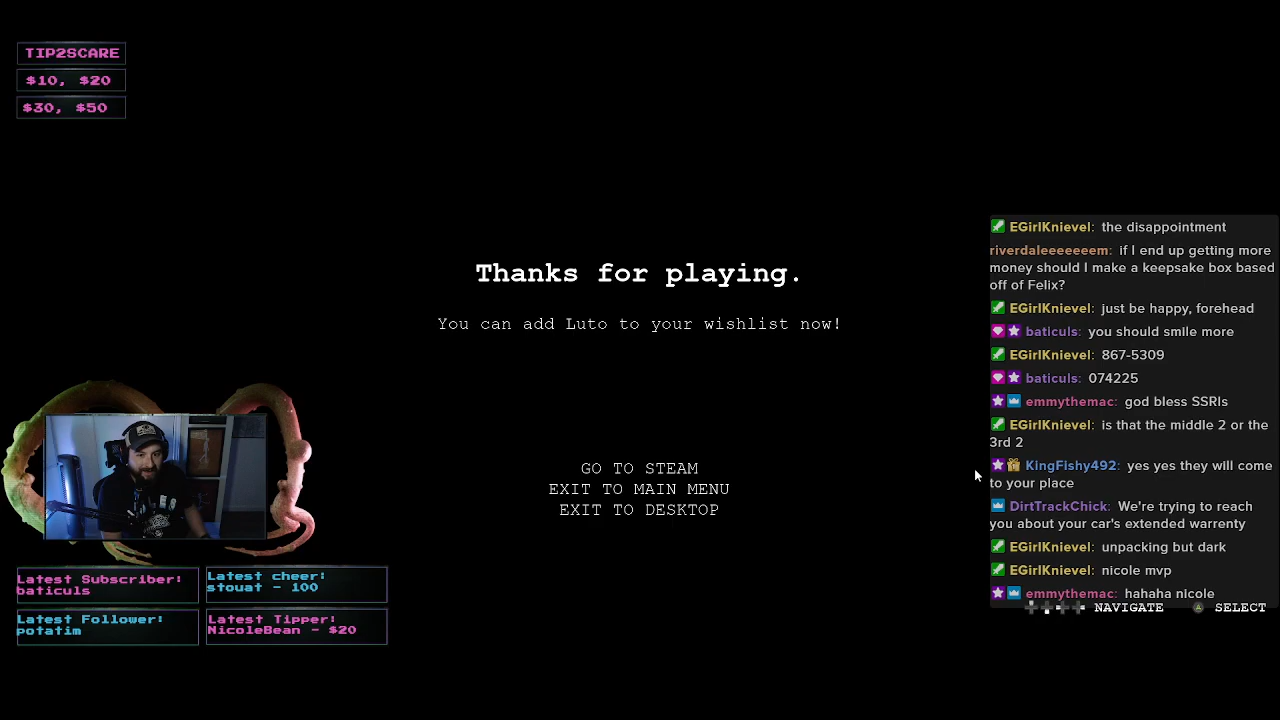 TIP2SCARE
$10, $20
$30, $50
Thanks for playing.
You can add Luto to your wishlist now!
GO TO STEAM
EXIT TO MAIN MENU
EXIT TO DESKTOP
EGirlKnievel: the disappointment
riverdaleeeeeeem: if I end up getting more
money should I make a keepsake box based
off of Felix?
EGirlKnievel: just be happy, forehead
baticuls: you should smile more
EGirlKnievel: 867-5309
baticuls: 074225
emmythemac: god bless SSRIs
EGirlKnievel: is that the middle 2 or the
3rd 2
KingFishy492: yes yes they will come
to your place
DirtTrackChick: We're trying to reach
you about your car's extended warrenty
EGirlKnievel: unpacking but dark
EGirlKnievel: nicole mvp
emmythemac: hahaha nicole
NAVIGATE
A SELECT
Latest Subscriber:
baticuls
Latest cheer:
stouat - 100
Latest Follower:
potatim
Latest Tipper:
NicoleBean - $20